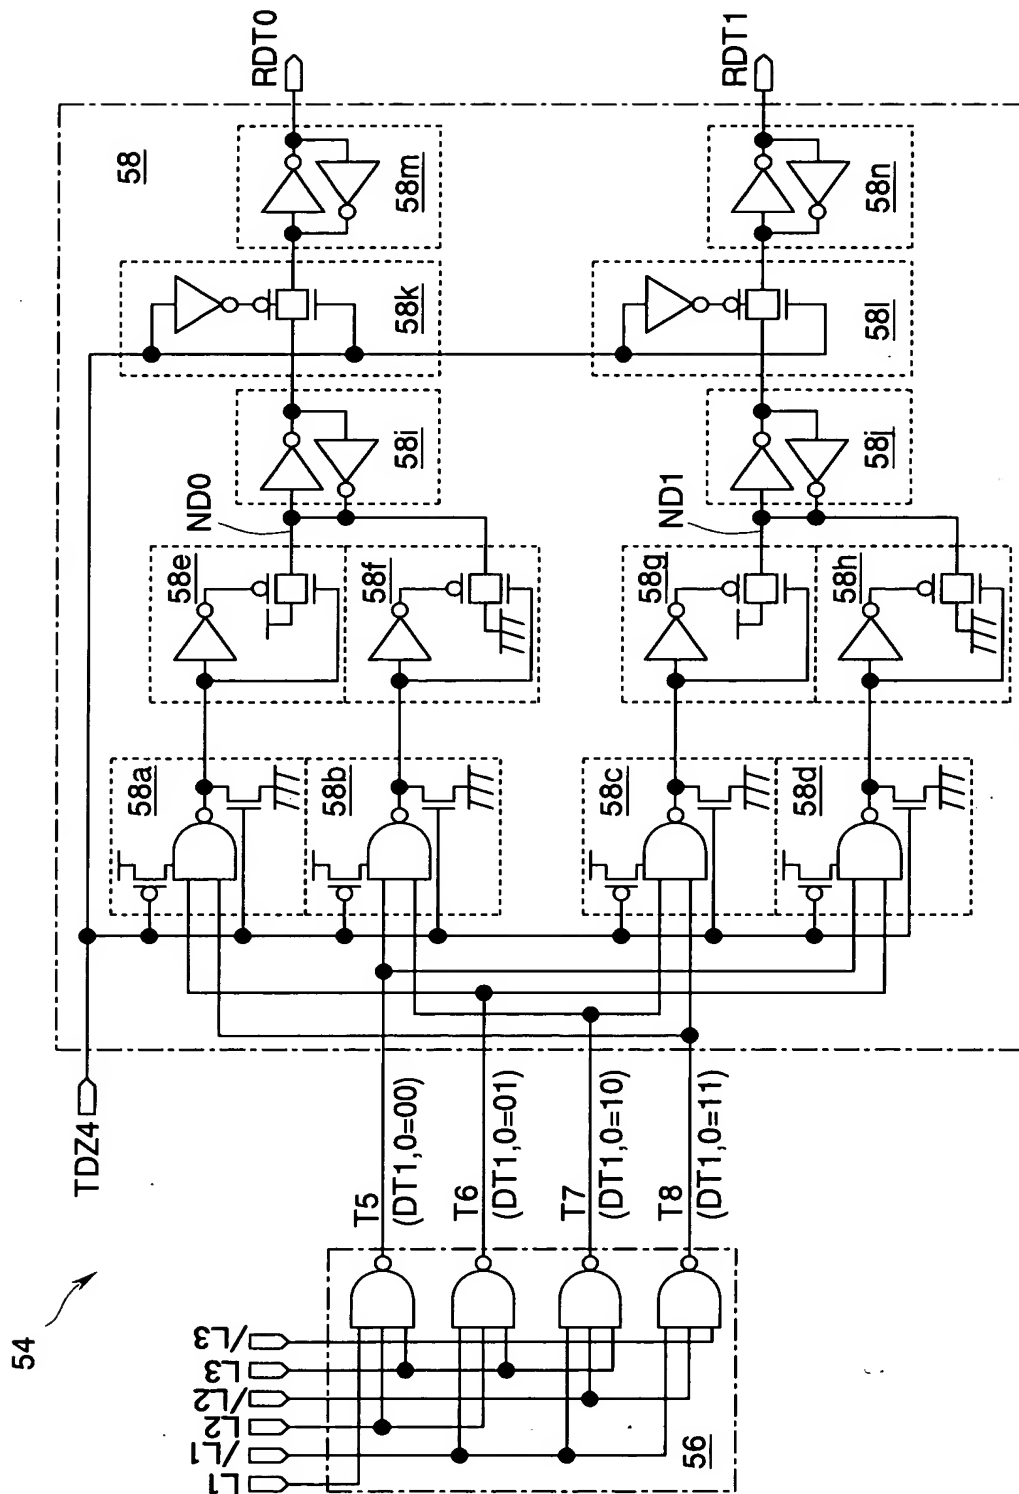 RDT0
RDT1
58
58m
58n
58k
58l
58i
58j
ND0
ND1
58e
58f
58g
58h
58a
58b
58c
58d
TDZ4
T5
(DT1,0=00)
T6
(DT1,0=01)
T7
(DT1,0=10)
T8
(DT1,0=11)
54
/L3
L3
/L2
L2
/L1
L1
56